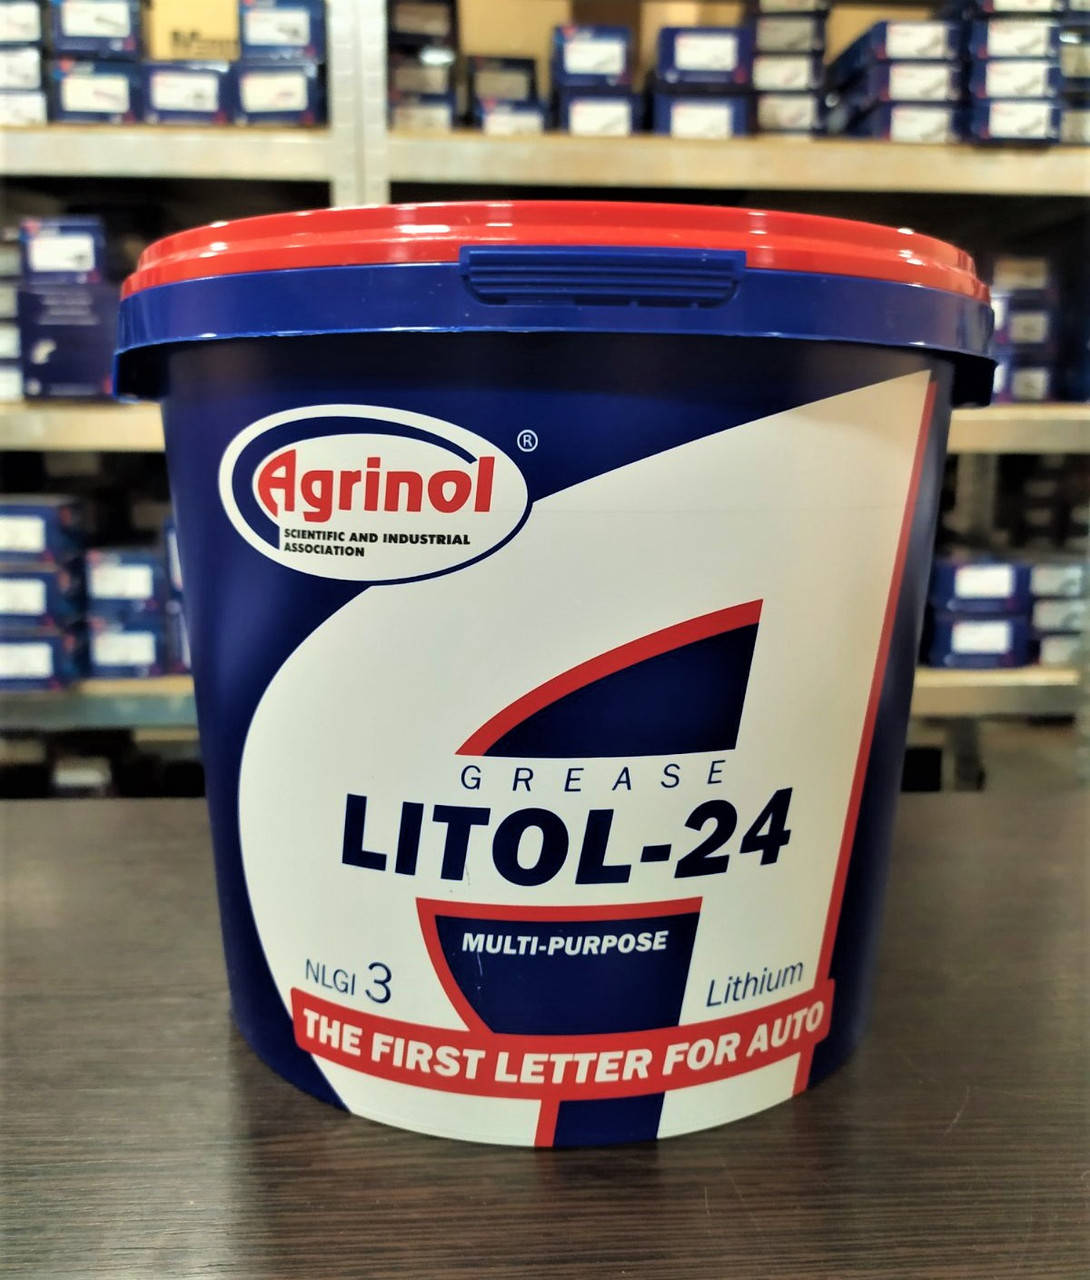 Agrinol ®
SCIENTIFIC AND INDUSTRIAL
ASSOCIATION
GREASE
LITOL-24
MULTI-PURPOSE
NLGI 3
Lithium
THE FIRST LETTER FOR AUTO